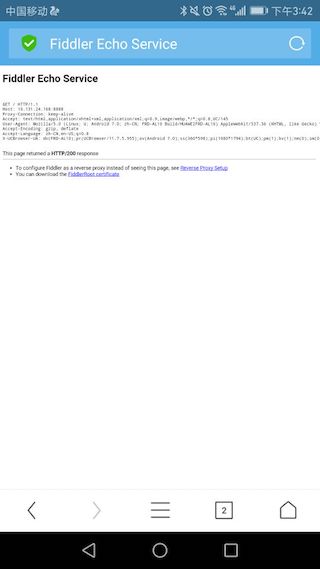 中国移动
4G
下午3:42
Fiddler Echo Service
Fiddler Echo Service
GET / HTTP/1.1
Host: 10.131.24.160:8888
Proxy-Connection: keep-alive
Accept: text/html,application/xhtml+xml,application/xml;q=0.9,image/webp,*/*;q=0.8,UC/145
User-Agent: Mozilla/5.0 (Linux; U; Android 7.0; zh-CN; FRD-AL10 Build/HUAWEIFRD-AL10) AppleWebKit/537.36 (KHTML, like Gecko)
Accept-Encoding: gzip, deflate
Accept-Language: zh-CN,en-US;q=0.8
This page returned a HTTP/200 response
To configure Fiddler as a reverse proxy instead of seeing this page, see Reverse Proxy Setup
You can download the FiddlerRoot certificate
2